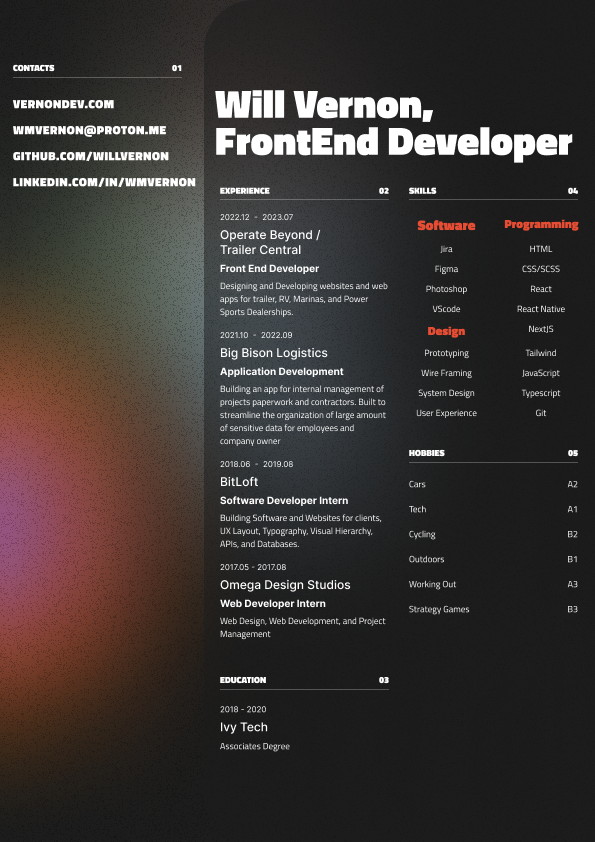 CONTACTS 01
VERNONDEV.COM
WMVERNON@PROTON.ME
GITHUB.COM/WILLVERNON
LINKEDIN.COM/IN/WMVERNON
Will Vernon,
FrontEnd Developer
EXPERIENCE 02
2022.12 - 2023.07
Operate Beyond /
Trailer Central
Front End Developer
Designing and Developing websites and web
apps for trailer, RV, Marinas, and Power
Sports Dealerships.
2021.10 - 2022.09
Big Bison Logistics
Application Development
Building an app for internal management of
projects paperwork and contractors. Built to
streamline the organization of large amount
of sensitive data for employees and
company owner
2018.06 - 2019.08
BitLoft
Software Developer Intern
Building Software and Websites for clients,
UX Layout, Typography, Visual Hierarchy,
APIs, and Databases.
2017.05 - 2017.08
Omega Design Studios
Web Developer Intern
Web Design, Web Development, and Project
Management
EDUCATION 03
2018 - 2020
Ivy Tech
Associates Degree
SKILLS 04
Software
Jira
Figma
Photoshop
VScode
Design
Prototyping
Wire Framing
System Design
User Experience
Programming
HTML
CSS/SCSS
React
React Native
NextJS
Tailwind
JavaScript
Typescript
Git
HOBBIES 05
Cars A2
Tech A1
Cycling B2
Outdoors B1
Working Out A3
Strategy Games B3